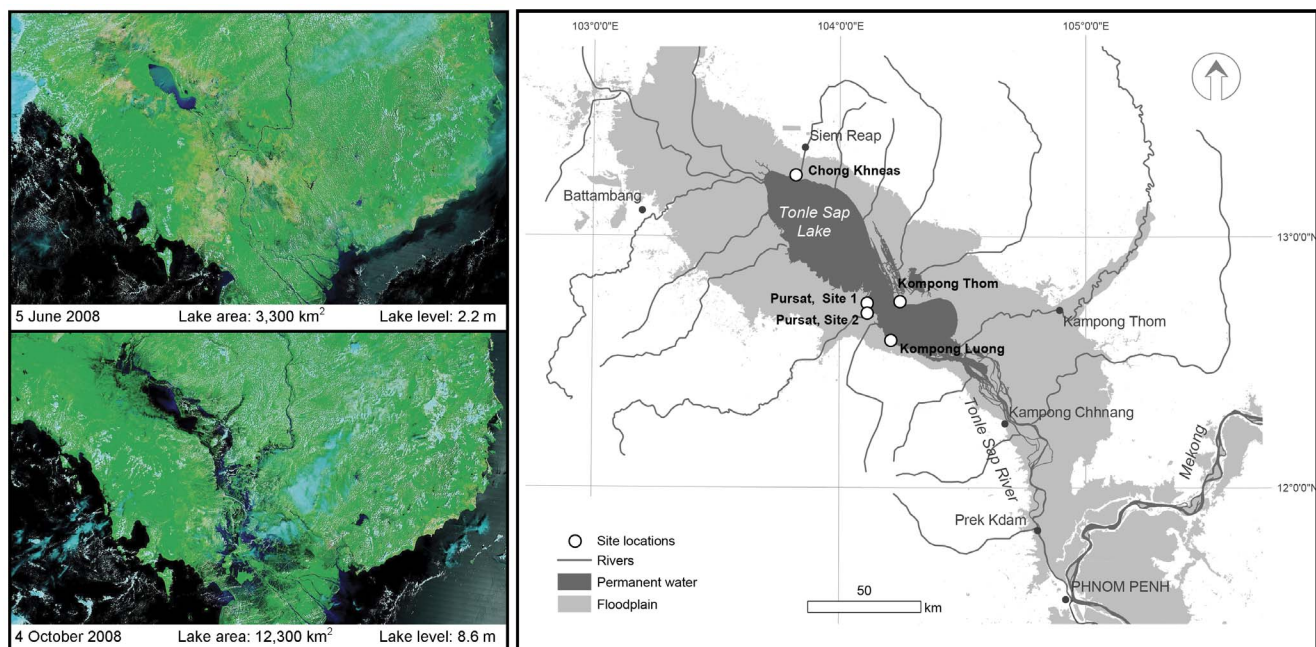 5 June 2008 Lake area: 3,300 km² Lake level: 2.2 m
4 October 2008 Lake area: 12,300 km² Lake level: 8.6 m
103°0'0"E 104°0'0"E 105°0'0"E
Siem Reap
Chong Khneas
Battambang
Tonle Sap
Lake
13°0'0"N
Kompong Thom
Pursat, Site 1
Pursat, Site 2
Kampong Thom
Kompong Luong
Kampong Chhnang
Tonle Sap River
Mekong
12°0'0"N
Prek Kdam
Site locations
Rivers
Permanent water
Floodplain
50
km
PHNOM PENH